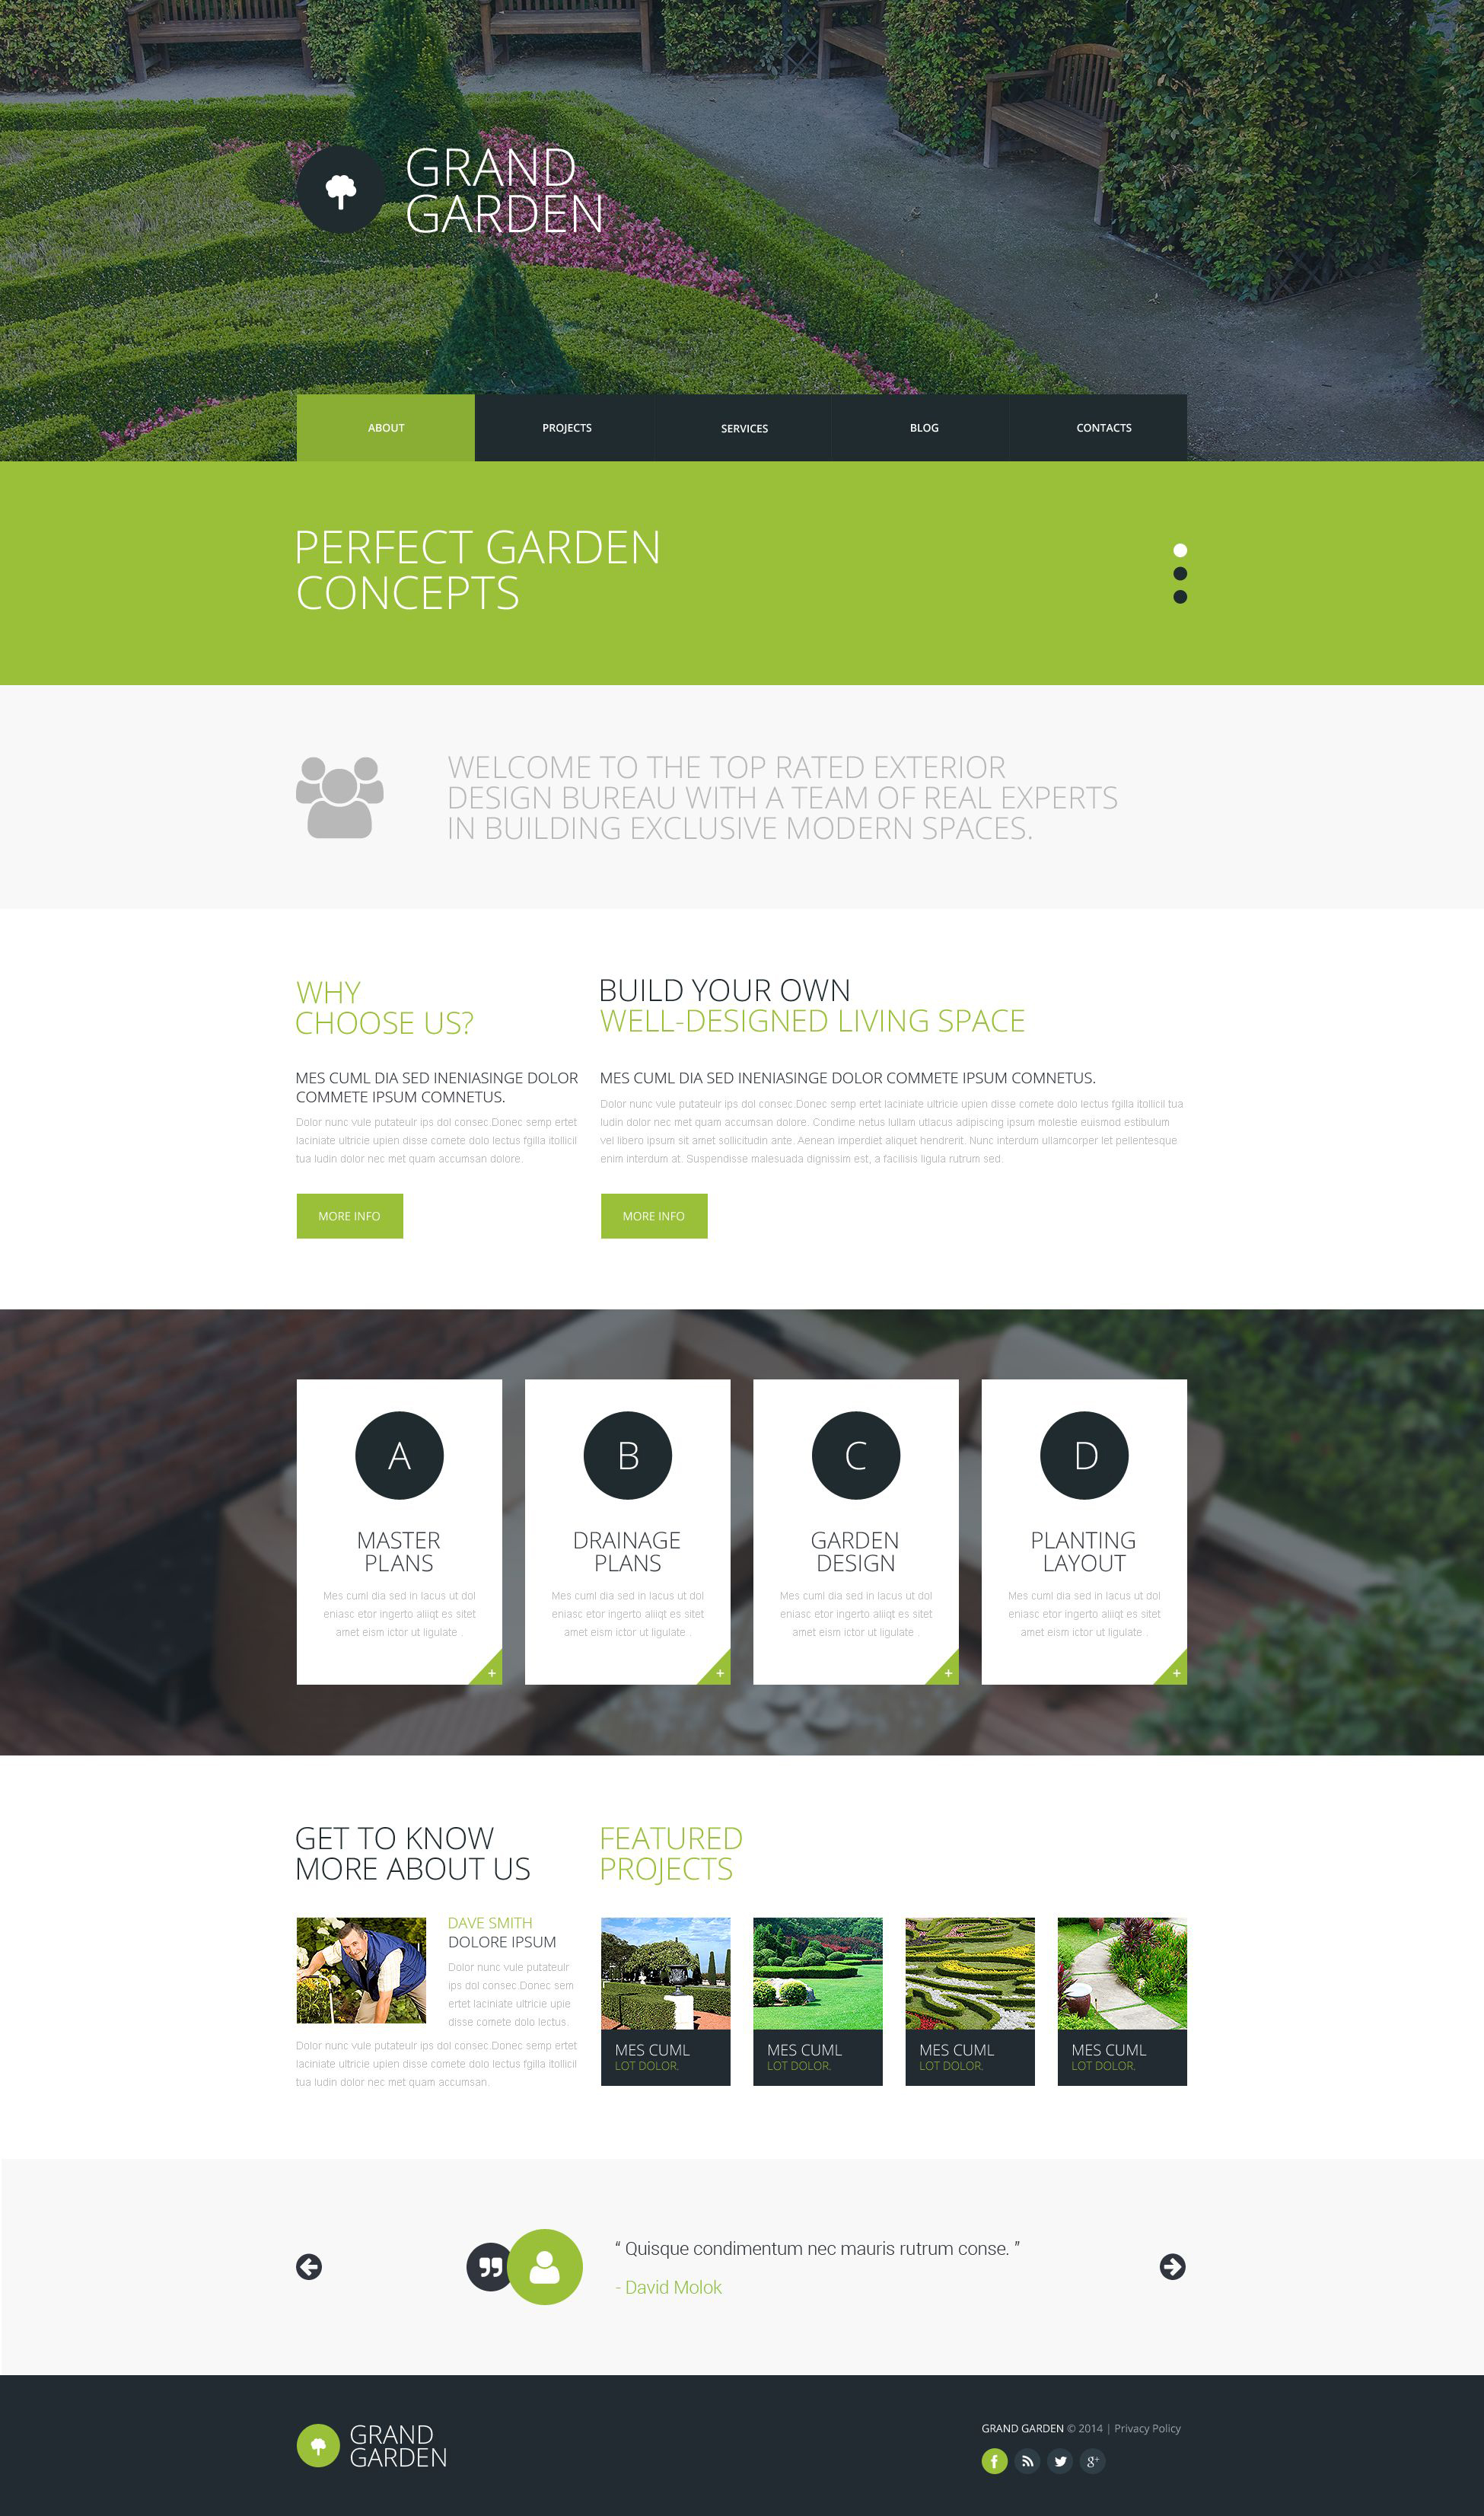 GRAND
GARDEN
ABOUT
PROJECTS
SERVICES
BLOG
CONTACTS
PERFECT GARDEN
CONCEPTS
WELCOME TO THE TOP RATED EXTERIOR
DESIGN BUREAU WITH A TEAM OF REAL EXPERTS
IN BUILDING EXCLUSIVE MODERN SPACES.
WHY
CHOOSE US?
MES CUML DIA SED INENIASINGE DOLOR
COMMETE IPSUM COMNETUS.
Dolor nunc vule putateulr ips dol consec.Donec semp ertet
laciniate ultricie upien disse comete dolo lectus fgilla itollicil
tua ludin dolor nec met quam accumsan dolore.
MORE INFO
BUILD YOUR OWN
WELL-DESIGNED LIVING SPACE
MES CUML DIA SED INENIASINGE DOLOR COMMETE IPSUM COMNETUS.
Dolor nunc vule putateulr ips dol consec.Donec semp ertet laciniate ultricie upien disse comete dolo lectus fgilla itollicil tua
ludin dolor nec met quam accumsan dolore. Condime netus lullam utlacus adipiscing ipsum molestie euismod estibulum
vel libero ipsum sit amet sollicitudin ante. Aenean imperdiet aliquet hendrerit. Nunc interdum ullamcorper let pellentesque
enim interdum at. Suspendisse malesuada dignissim est, a facilisis ligula rutrum sed.
MORE INFO
A
MASTER
PLANS
Mes cuml dia sed in lacus ut dol
eniasc etor ingerto aliiqt es sitet
amet eism ictor ut ligulate .
+
B
DRAINAGE
PLANS
Mes cuml dia sed in lacus ut dol
eniasc etor ingerto aliiqt es sitet
amet eism ictor ut ligulate .
+
C
GARDEN
DESIGN
Mes cuml dia sed in lacus ut dol
eniasc etor ingerto aliiqt es sitet
amet eism ictor ut ligulate .
+
D
PLANTING
LAYOUT
Mes cuml dia sed in lacus ut dol
eniasc etor ingerto aliiqt es sitet
amet eism ictor ut ligulate .
+
GET TO KNOW
MORE ABOUT US
DAVE SMITH
DOLORE IPSUM
Dolor nunc vule putateulr
ips dol consec.Donec sem
ertet laciniate ultricie upie
disse comete dolo lectus.
Dolor nunc vule putateulr ips dol consec.Donec semp ertet
laciniate ultricie upien disse comete dolo lectus fgilla itollicil
tua ludin dolor nec met quam accumsan.
FEATURED
PROJECTS
MES CUML
LOT DOLOR.
MES CUML
LOT DOLOR.
MES CUML
LOT DOLOR.
MES CUML
LOT DOLOR.
“ Quisque condimentum nec mauris rutrum conse. ”
- David Molok
GRAND
GARDEN
GRAND GARDEN © 2014 | Privacy Policy